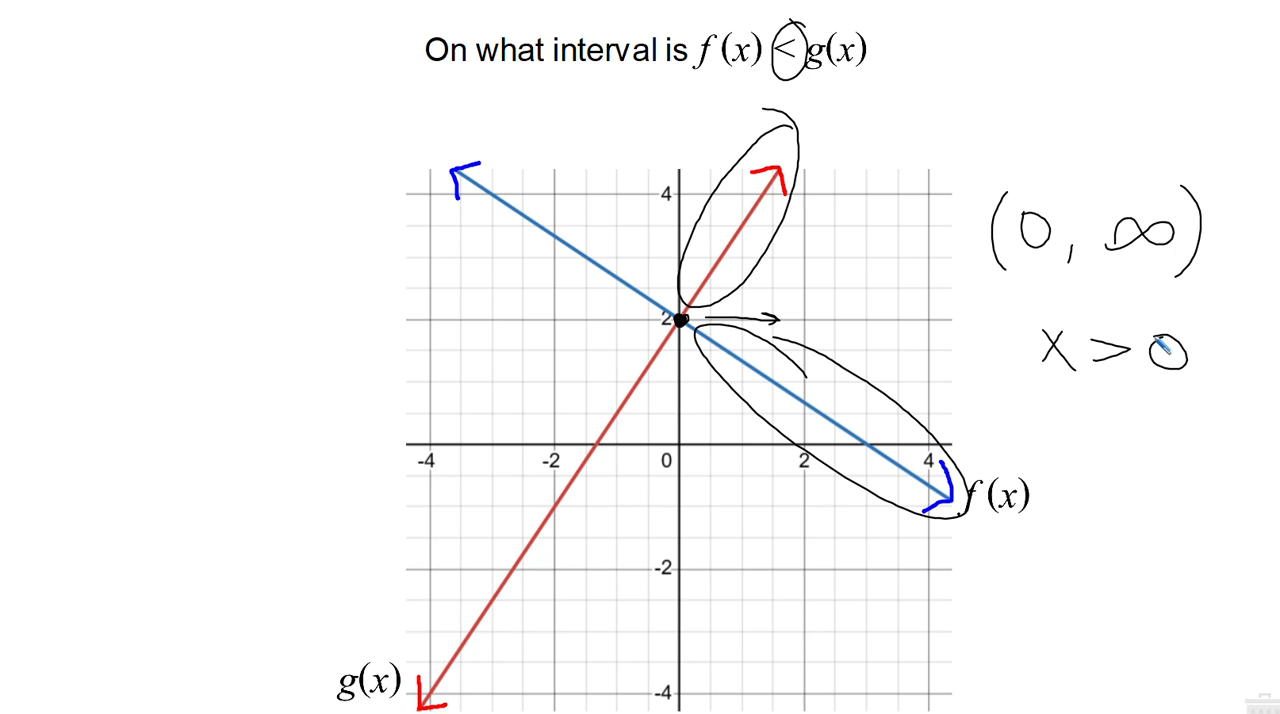 On what interval is f(x) < g(x)
4
(0, ∞)
2
x > 0
-4 -2 0 2 4
f(x)
-2
g(x)
-4